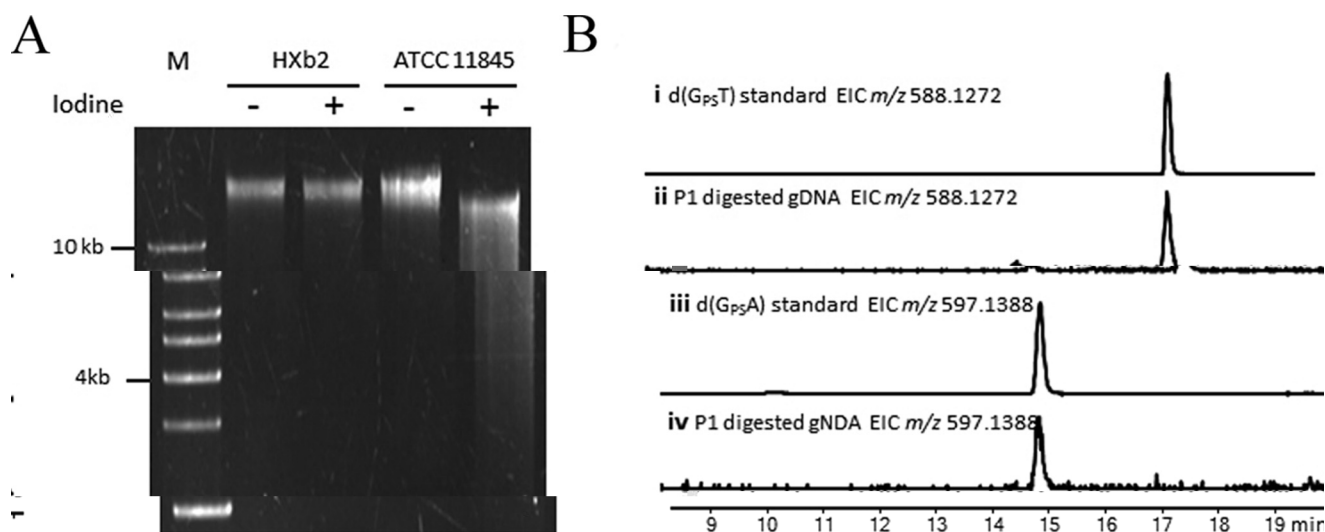 A
M
HXb2
ATCC 11845
Iodine
- + - +
10 kb
4kb
B
i d(GPST) standard EIC m/z 588.1272
ii P1 digested gDNA EIC m/z 588.1272
iii d(GPSA) standard EIC m/z 597.1388
iv P1 digested gNDA EIC m/z 597.1388
9 10 11 12 13 14 15 16 17 18 19 min